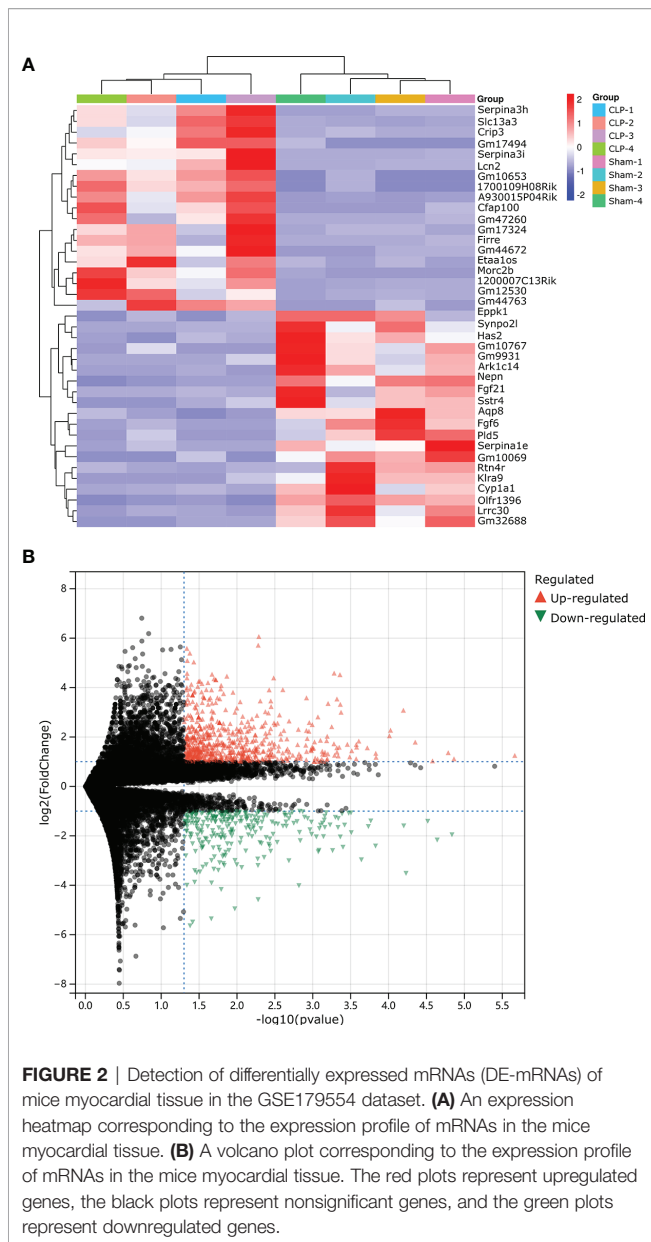 A
Group
Serpina3h
Slc13a3
Crip3
Gm17494
Serpina3i
Lcn2
Gm10653
1700109H08Rik
A930015P04Rik
Cfap100
Gm47260
Gm17324
Firre
Gm44672
Etaa1os
Morc2b
1200007C13Rik
Gm12530
Gm44763
Eppk1
Synpo2l
Has2
Gm10767
Gm9931
Ark1c14
Nepn
Fgf21
Sstr4
Aqp8
Fgf6
Pld5
Serpina1e
Gm10069
Rtn4r
Klra9
Cyp1a1
Olfr1396
Lrrc30
Gm32688
2
1
0
-1
-2
Group
CLP-1
CLP-2
CLP-3
CLP-4
Sham-1
Sham-2
Sham-3
Sham-4
B
log2(FoldChange)
8
6
4
2
0
−2
−4
−6
−8
0.0 0.5 1.0 1.5 2.0 2.5 3.0 3.5 4.0 4.5 5.0 5.5
-log10(pvalue)
Regulated
Up-regulated
Down-regulated
FIGURE 2 | Detection of differentially expressed mRNAs (DE-mRNAs) of
mice myocardial tissue in the GSE179554 dataset. (A) An expression
heatmap corresponding to the expression profile of mRNAs in the mice
myocardial tissue. (B) A volcano plot corresponding to the expression profile
of mRNAs in the mice myocardial tissue. The red plots represent upregulated
genes, the black plots represent nonsignificant genes, and the green plots
represent downregulated genes.